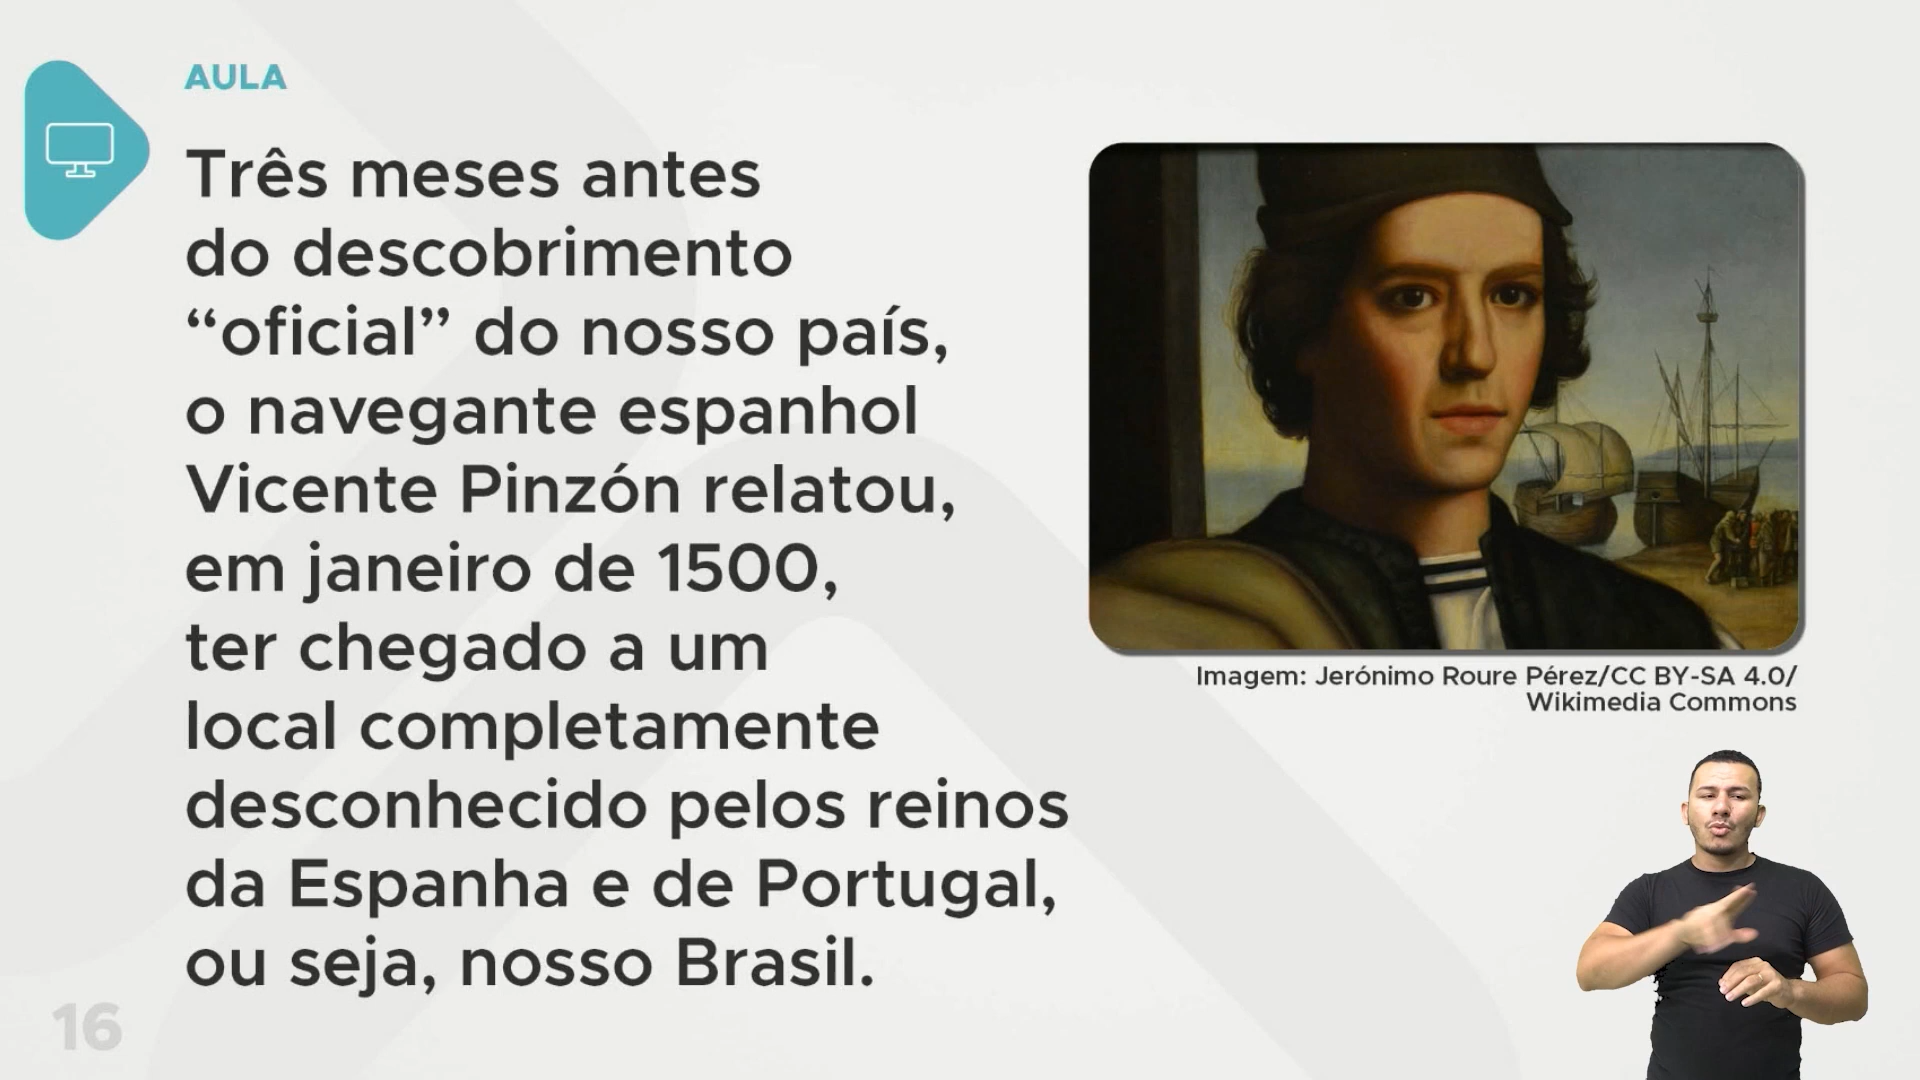 AULA
Três meses antes
do descobrimento
“oficial” do nosso país,
o navegante espanhol
Vicente Pinzón relatou,
em janeiro de 1500,
ter chegado a um
local completamente
desconhecido pelos reinos
da Espanha e de Portugal,
ou seja, nosso Brasil.
Imagem: Jerónimo Roure Pérez/CC BY-SA 4.0/
Wikimedia Commons
16